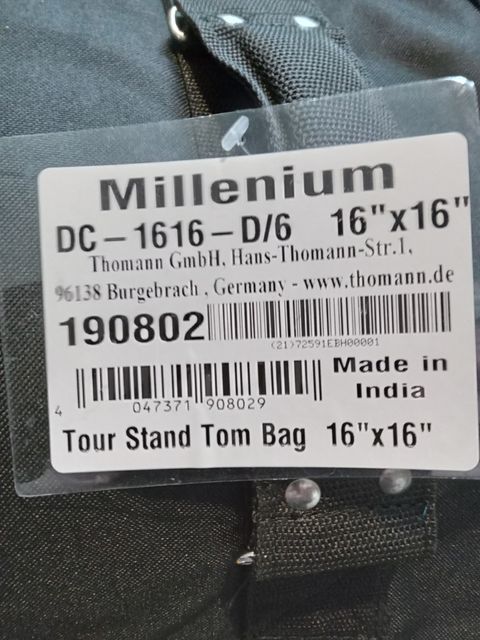 Millenium
DC-1616-D/6 16"x16"
Thomann GmbH, Hans-Thomann-Str.1,
96138 Burgebrach , Germany - www.thomann.de
190802
(21)72591EBH00001
Made in
India
4 047371 908029
Tour Stand Tom Bag 16"x16"